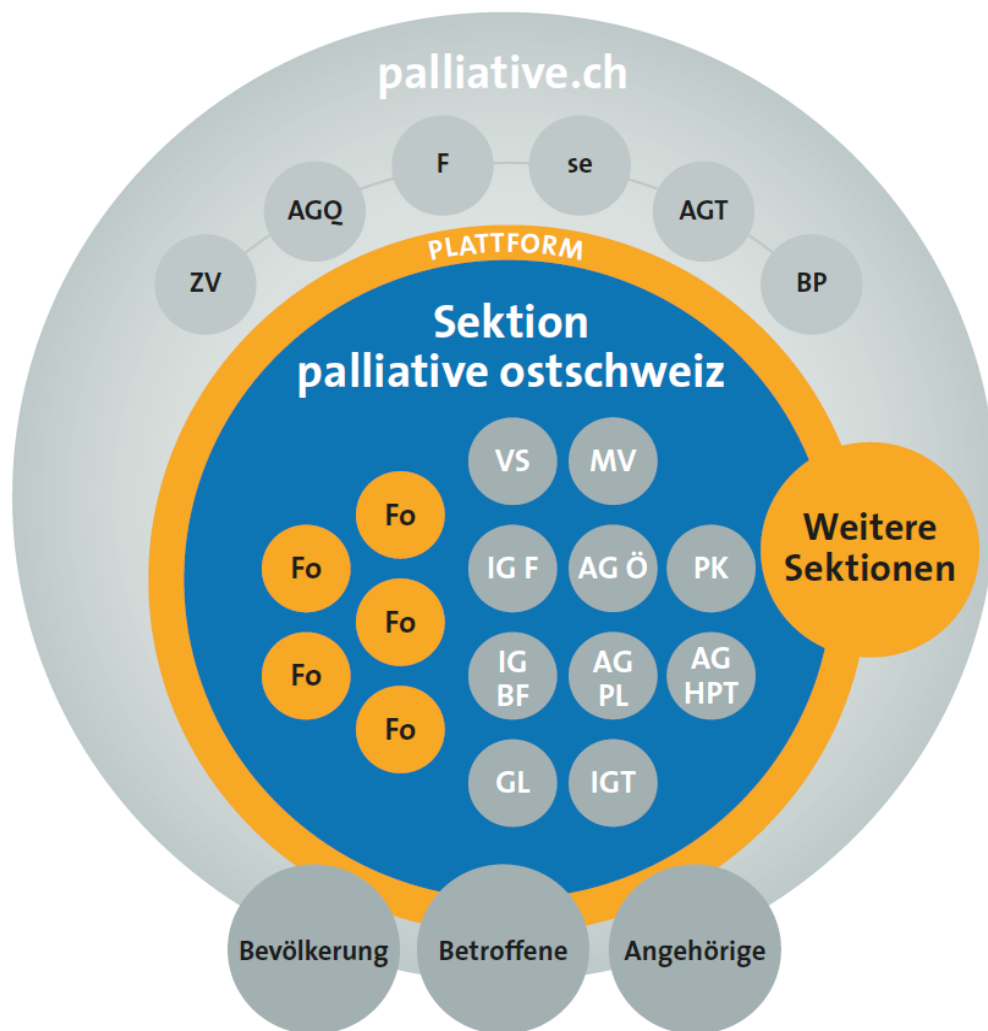 palliative.ch
F
se
AGQ
AGT
ZV
BP
PLATTFORM
Sektion
palliative ostschweiz
VS
MV
Fo
Fo
IG F
AG Ö
PK
Weitere
Sektionen
Fo
Fo
IG
BF
AG
PL
AG
HPT
Fo
GL
IGT
Bevölkerung
Betroffene
Angehörige